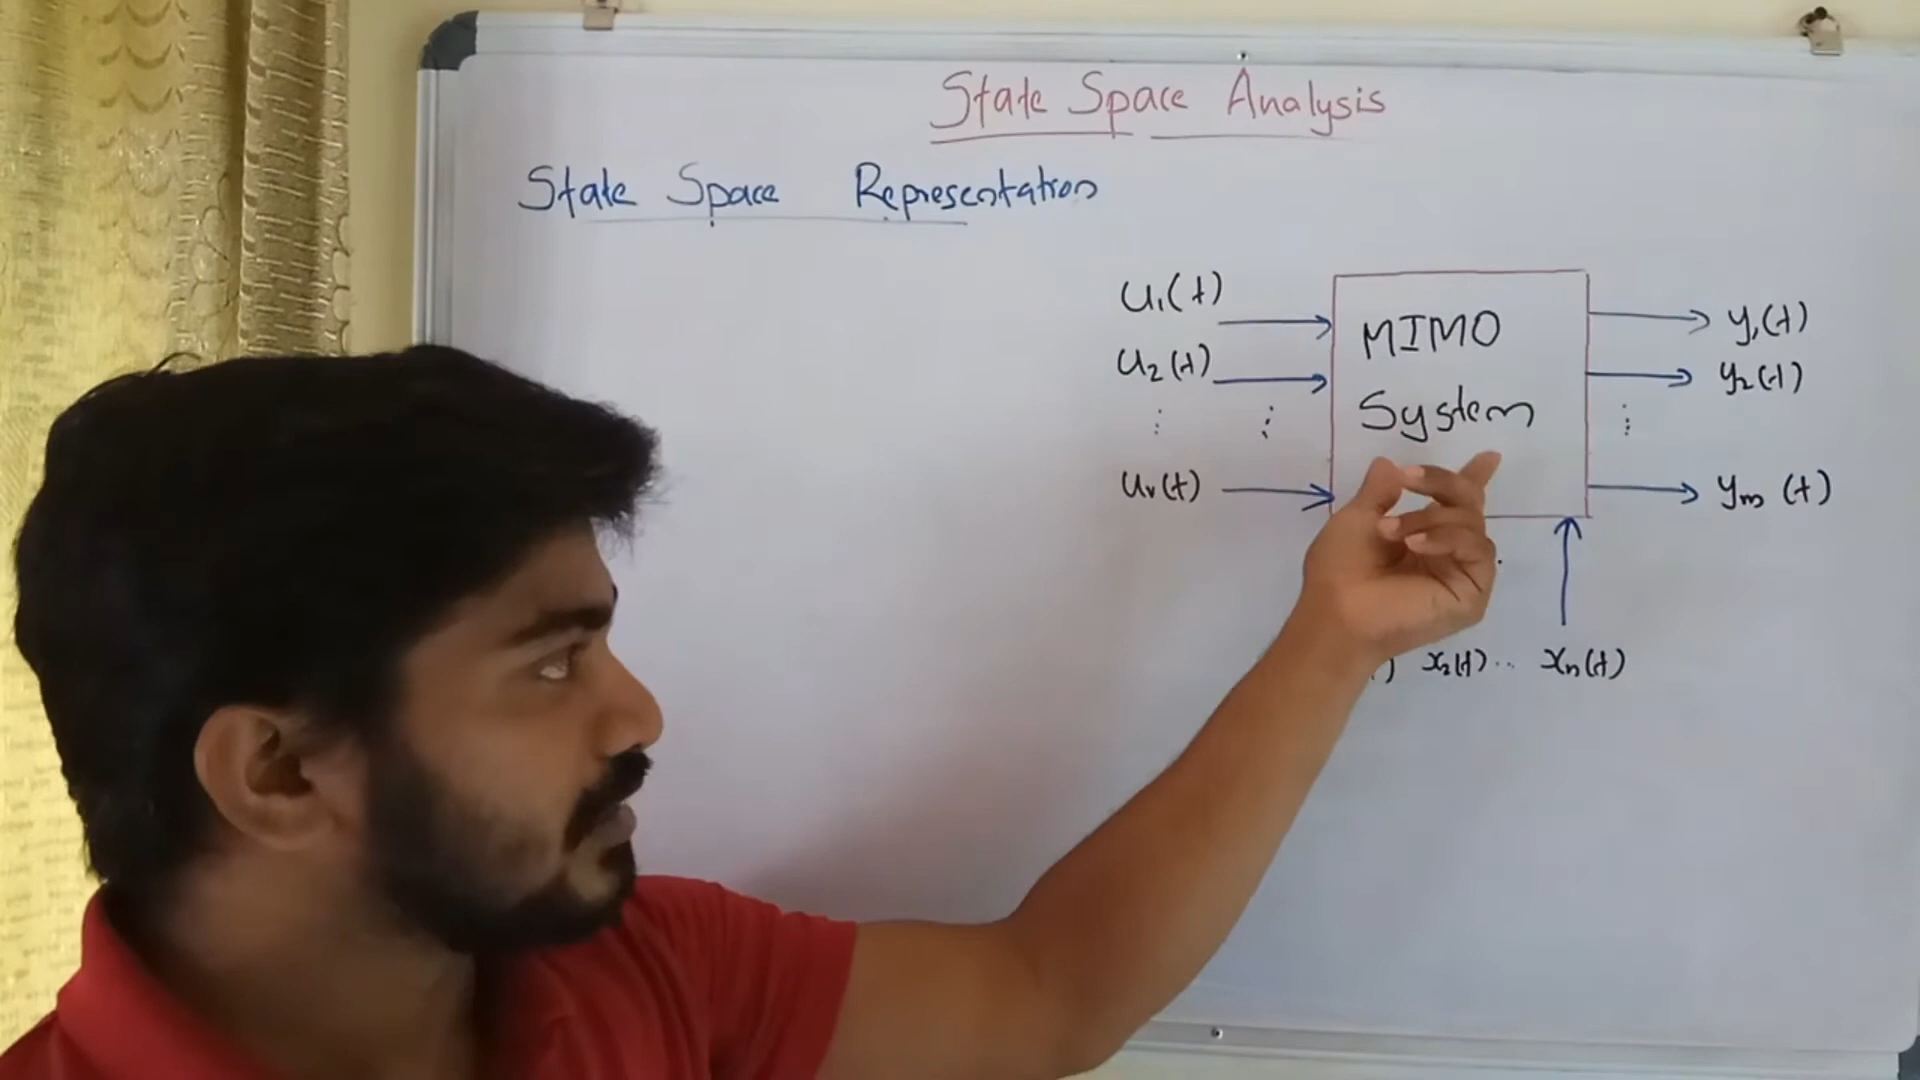 State Space Analysis
State Space Representation
u₁(t)
MIMO
y₁(t)
u₂(t)
System
y₂(t)
uᵣ(t)
yₘ(t)
x₂(t)... xₙ(t)